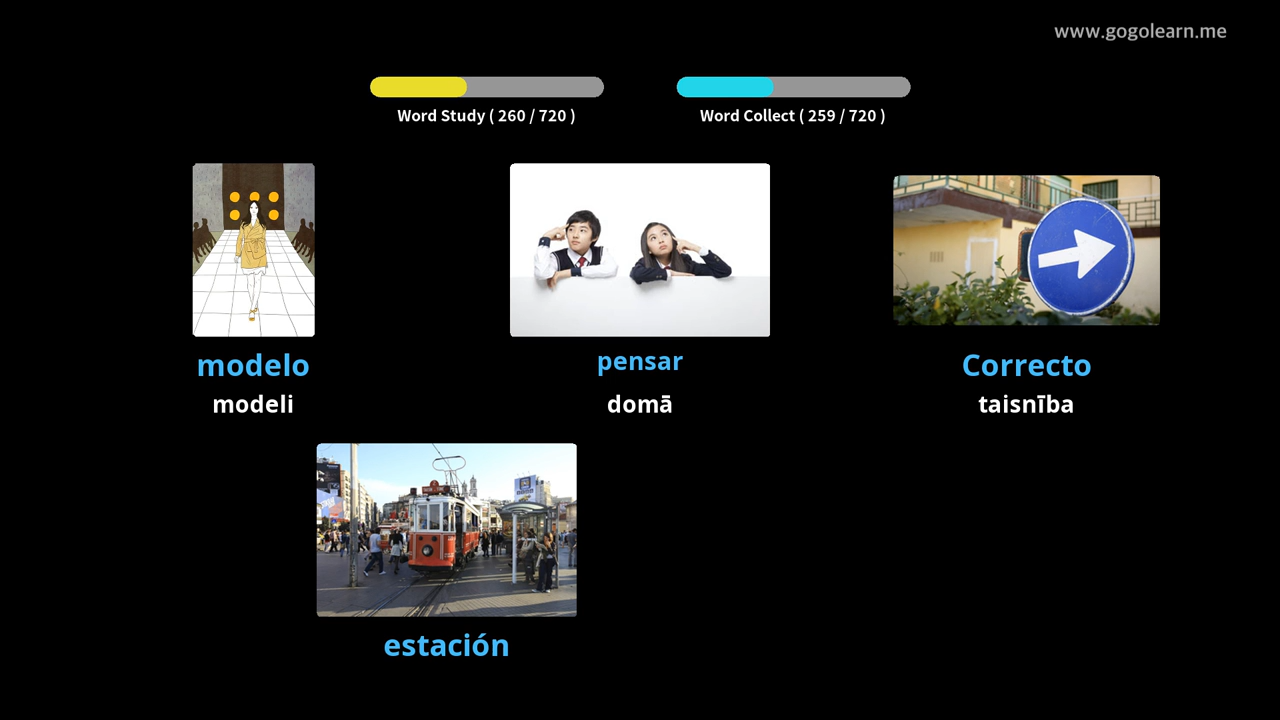 www.gogolearn.me
Word Study ( 260 / 720 )
Word Collect ( 259 / 720 )
modelo
modeli
pensar
domā
Correcto
taisnība
estación